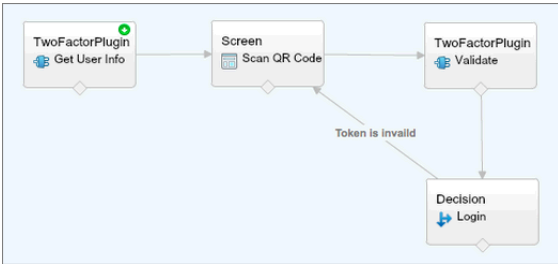 TwoFactorPlugin
Get User Info
Screen
Scan QR Code
TwoFactorPlugin
Validate
Token is invaild
Decision
Login